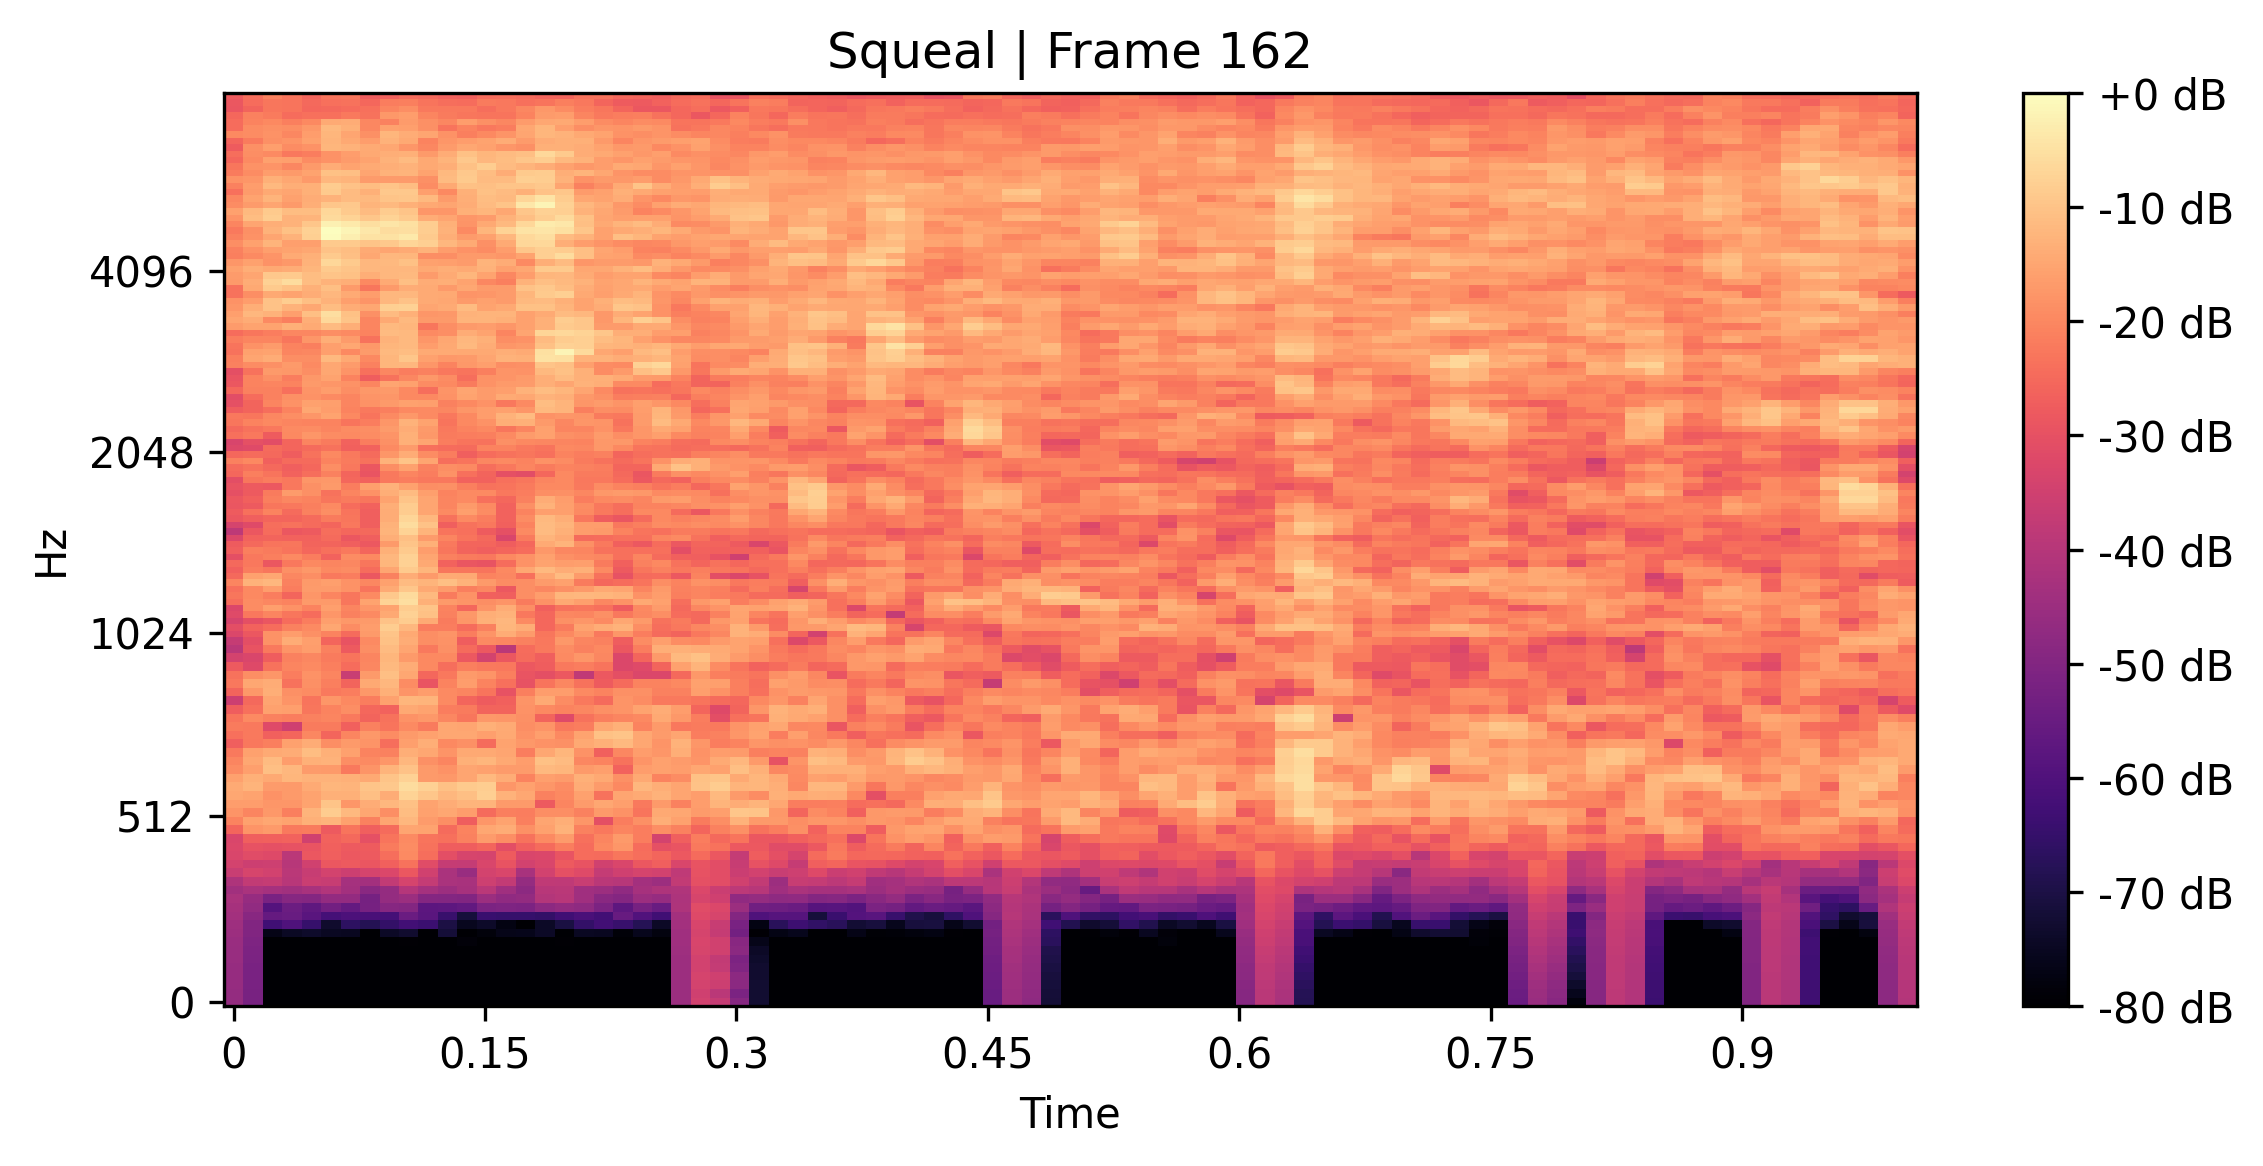 Squeal | Frame 162
Hz
4096
2048
1024
512
0
0 0.15 0.3 0.45 0.6 0.75 0.9
Time
+0 dB
-10 dB
-20 dB
-30 dB
-40 dB
-50 dB
-60 dB
-70 dB
-80 dB